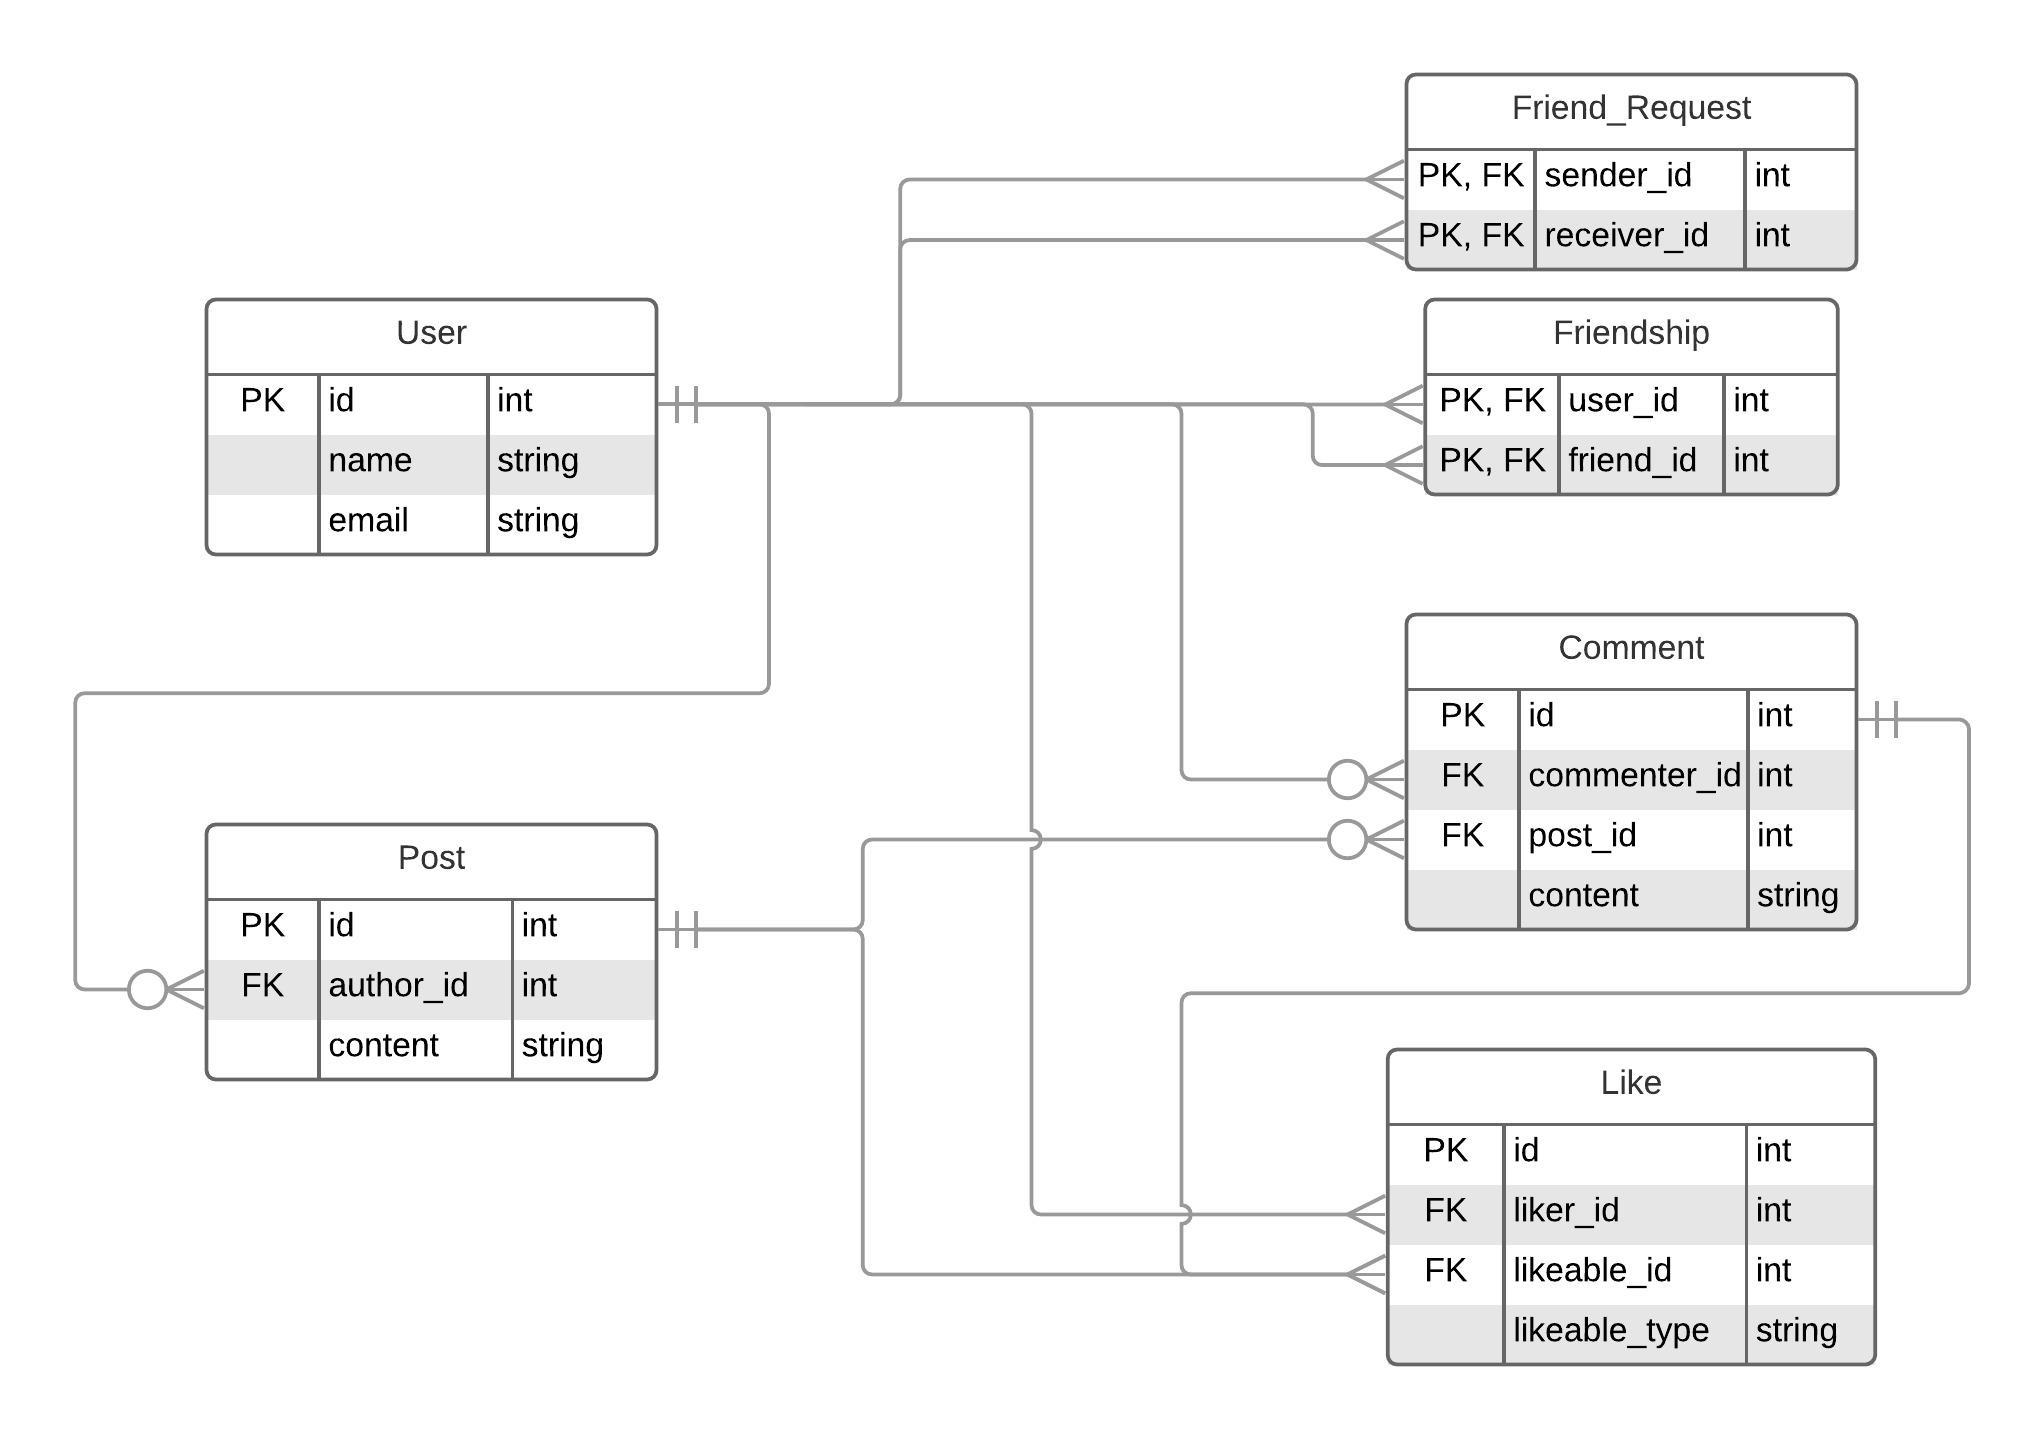 Friend_Request
PK, FK sender_id int
PK, FK receiver_id int
User
PK id int
name string
email string
Friendship
PK, FK user_id int
PK, FK friend_id int
Comment
PK id int
FK commenter_id int
FK post_id int
content string
Post
PK id int
FK author_id int
content string
Like
PK id int
FK liker_id int
FK likeable_id int
likeable_type string